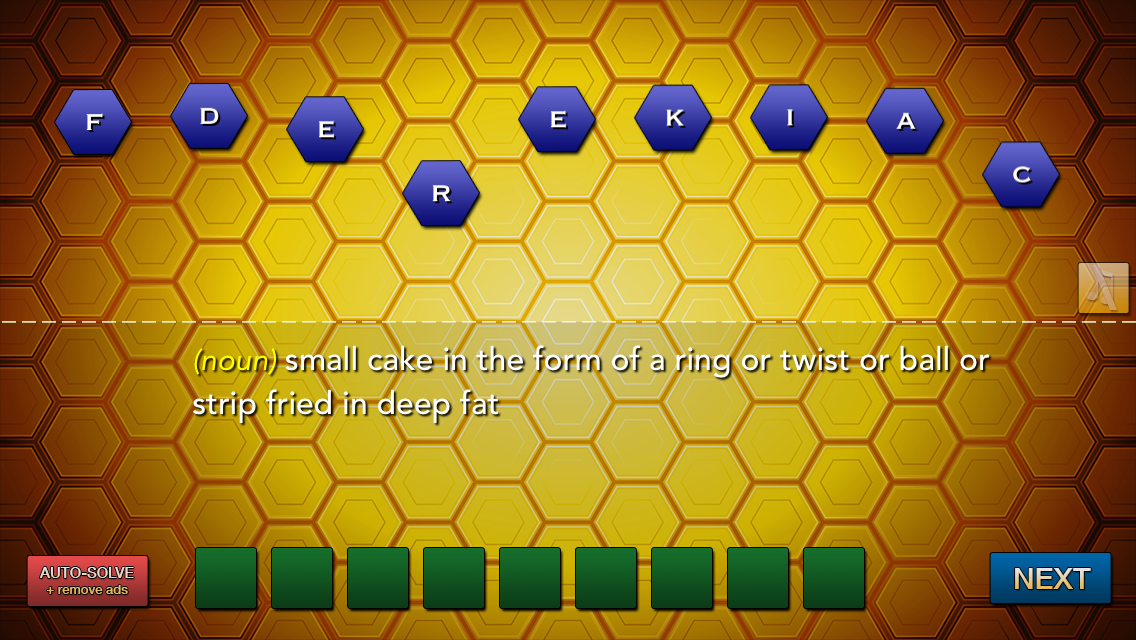 F D E R E K I A C
(noun) small cake in the form of a ring or twist or ball or
strip fried in deep fat
AUTO-SOLVE
+ remove ads
NEXT